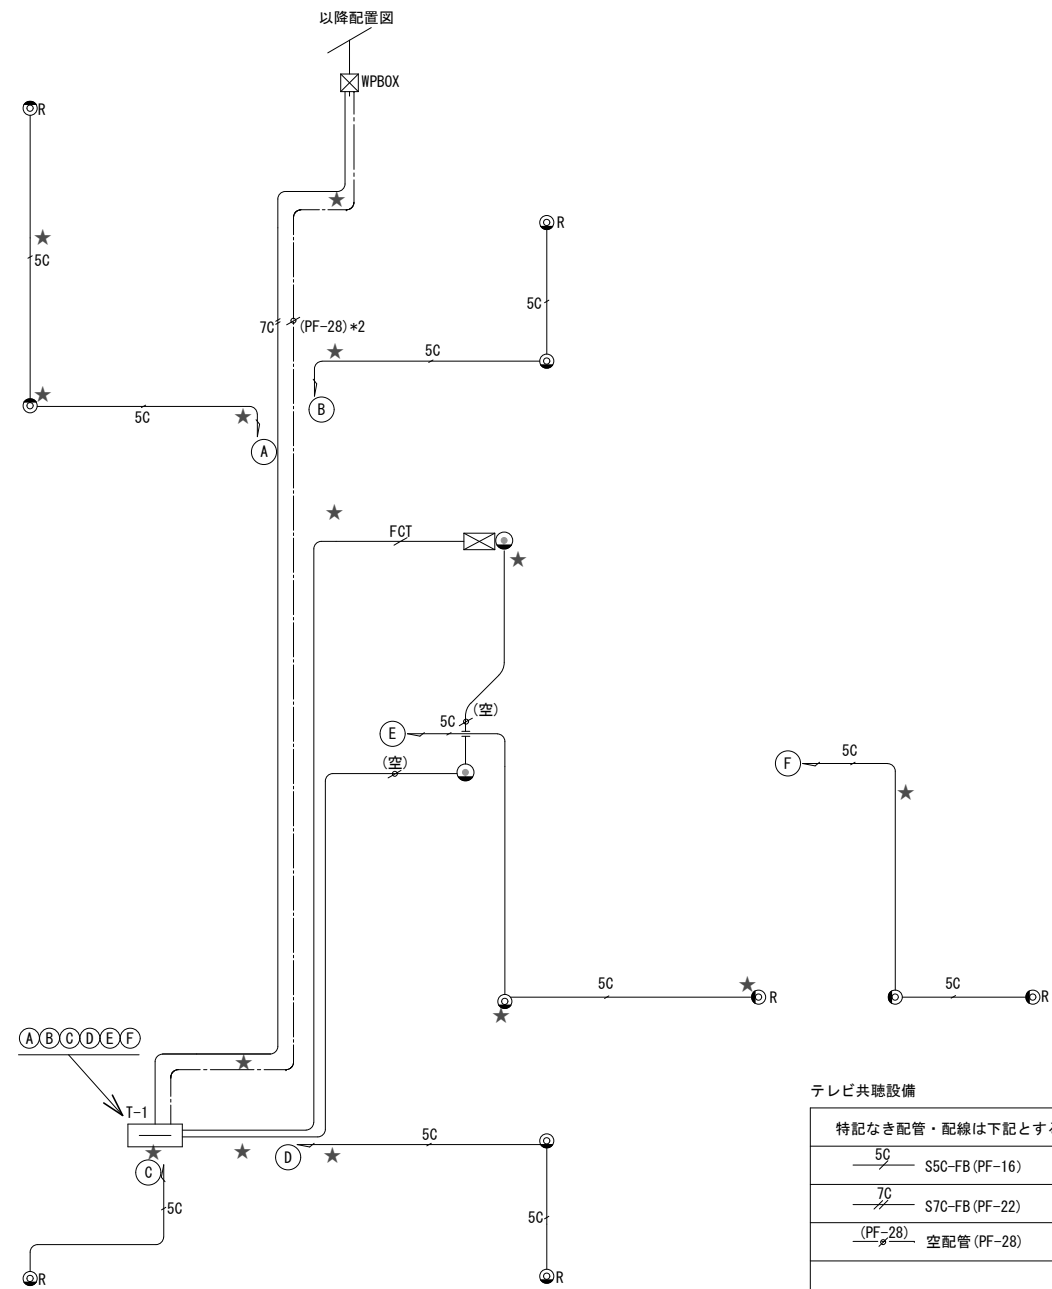 以降配置図
WPBOX
R
R
5C
5C
7C
(PF-28)*2
5C
B
5C
A
FCT
(空)
5C
E
(空)
5C
F
5C
R
5C
R
A B C D E F
T-1
5C
D
C
5C
5C
R
R
テレビ共聴設備
特記なき配管・配線は下記とする
5C
S5C-FB(PF-16)
7C
S7C-FB(PF-22)
(PF-28)
空配管(PF-28)